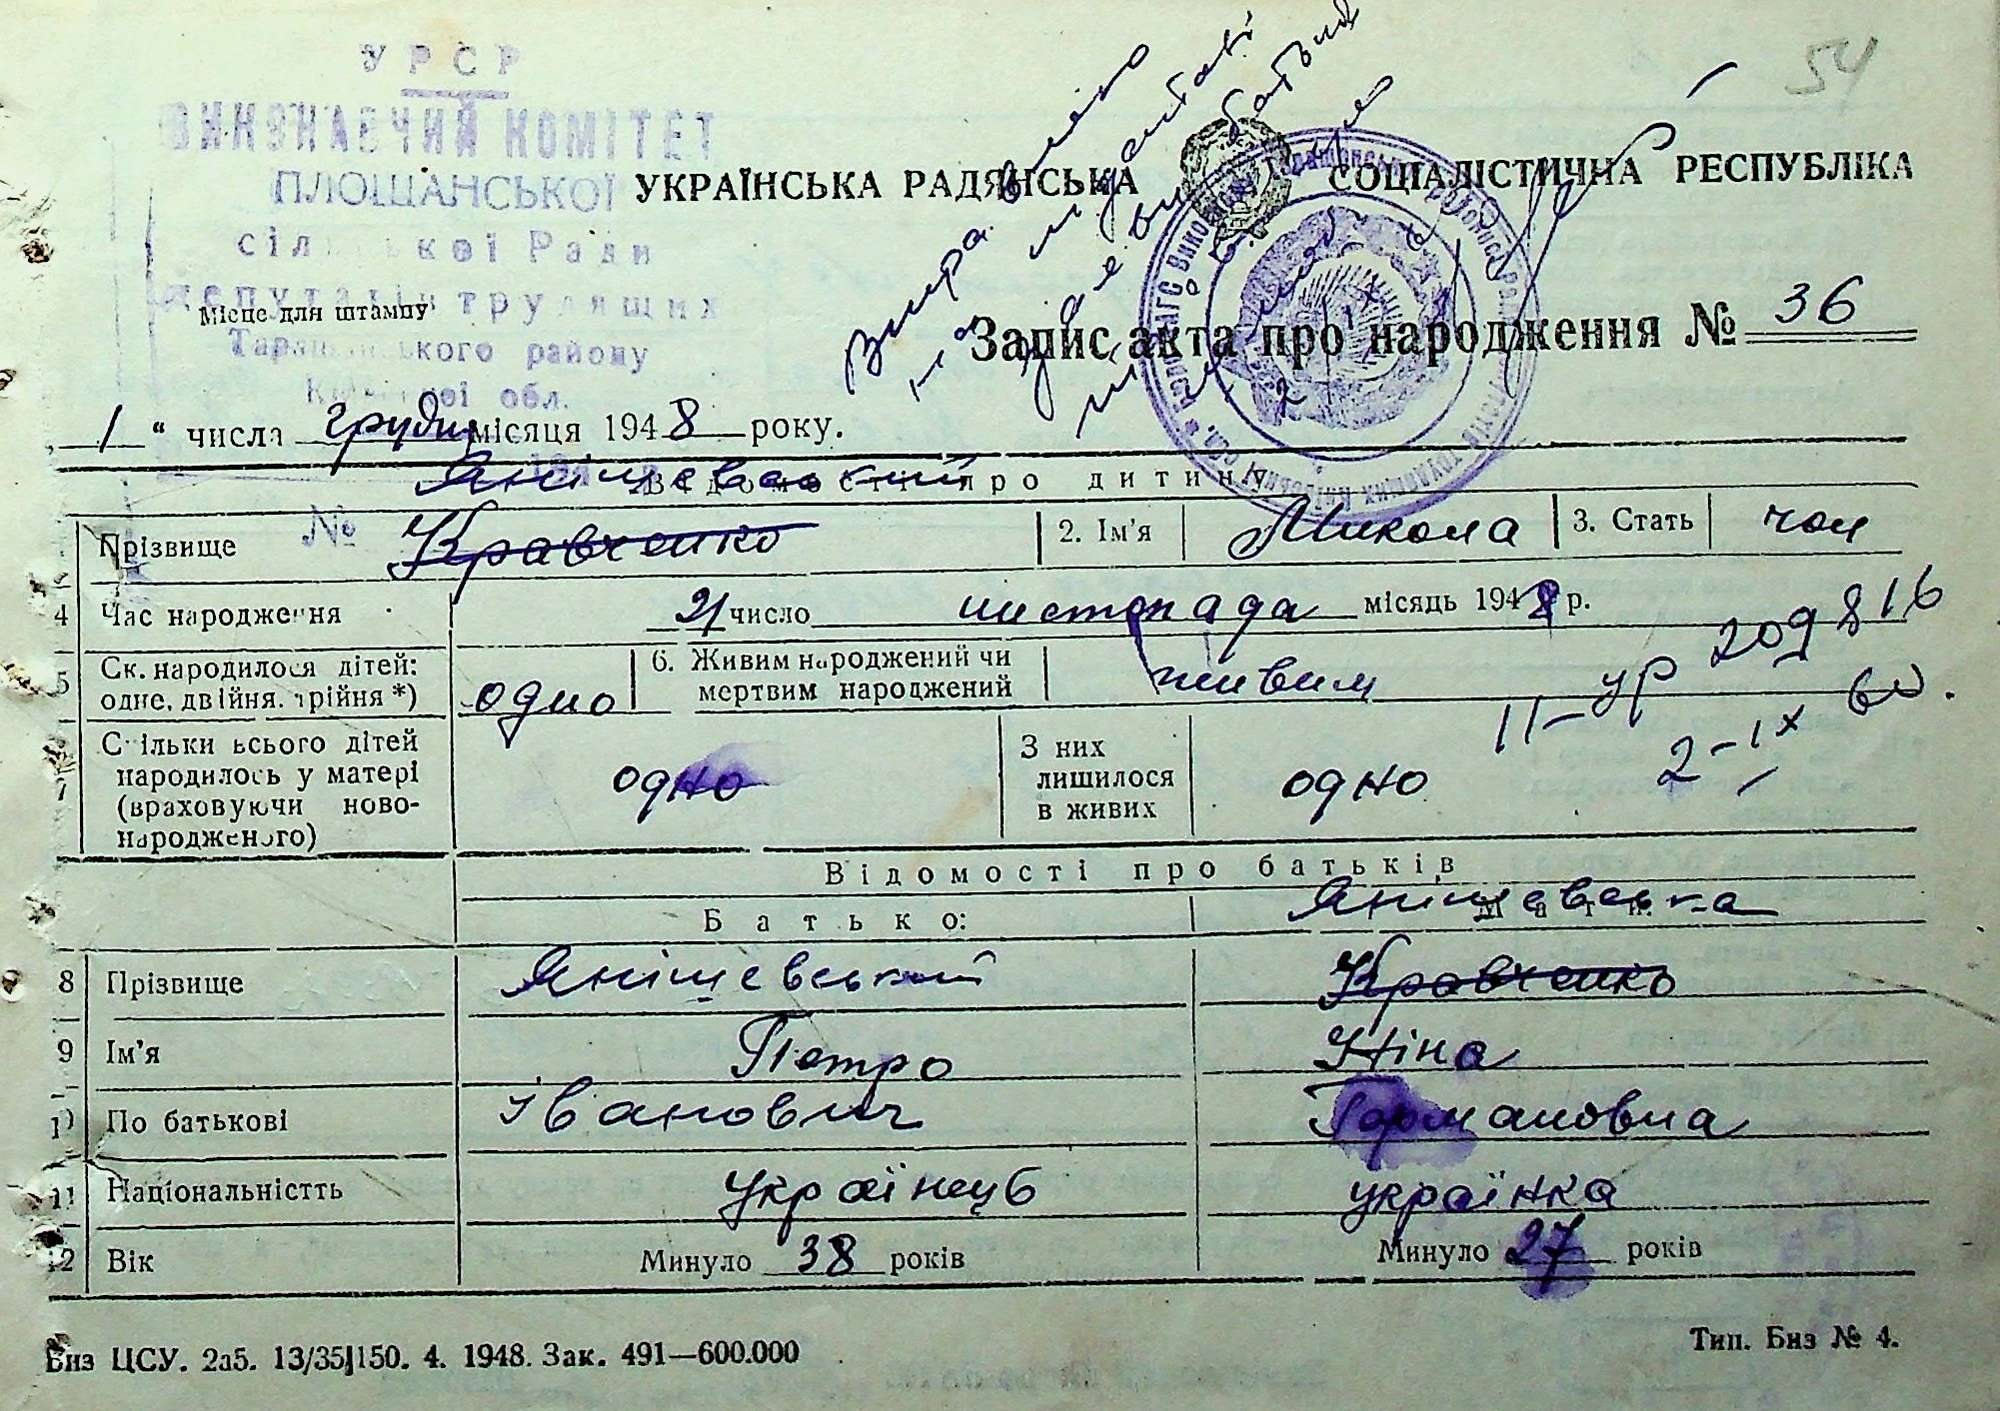 54
УРСР
ВИКОНАВЧИЙ КОМІТЕТ
ПЛОЩАНСЬКОЇ
сільської Ради
депутатів трудящих
Таращанського району
Київської обл.
№
Місце для штампу
УКРАЇНСЬКА РАДЯНСЬКА СОЦІАЛІСТИЧНА РЕСПУБЛІКА
Виправлено
на підставі
Запис акта про народження № 36
„ 1 “ числа грудня місяця 1948 року.
Янішевський
Відомості про дитину
Прізвище Кравченко 2. Ім’я Микола 3. Стать чол
4 Час народження 21 число листопада місяць 1948 р.
5 Ск. народилося дітей: одне, двійня, трійня *) одно 6. Живим народжений чи мертвим народжений живим
11-УР 209816
2-IX 60.
7 Скільки всього дітей народилось у матері (враховуючи новонародженого) одно З них лишилося в живих одно
Відомості про батьків
Янішевська
Батько: Мати:
8 Прізвище Янішевський Кравченко
9 Ім’я Петро Ніна
10 По батькові Іванович Германовна
11 Національністть Українець українка
12 Вік Минуло 38 років Минуло 27 років
Биз ЦСУ. 2а5. 13/35/150. 4. 1948. Зак. 491—600.000
Тип. Биз № 4.